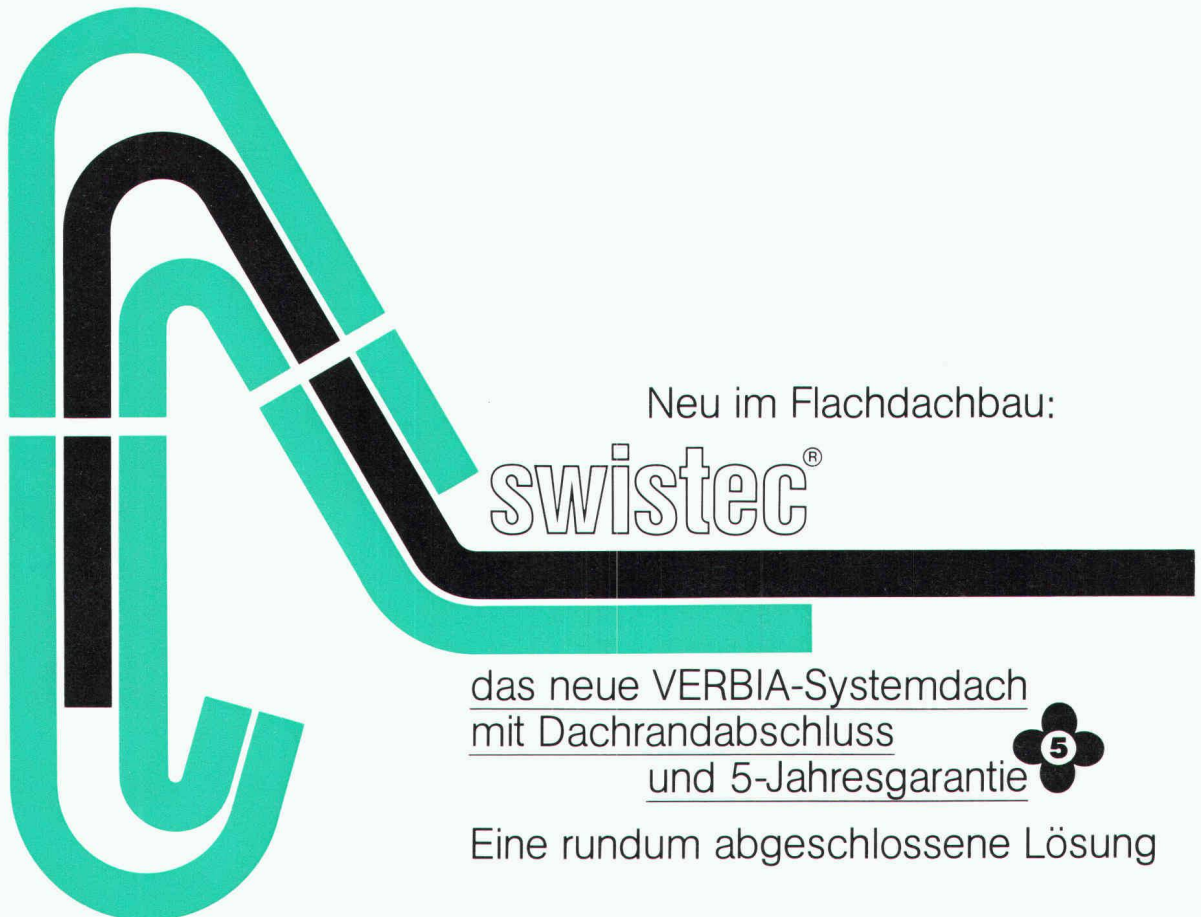 Neu im Flachdachbau:
swistec®
das neue VERBIA-Systemdach
mit Dachrandabschluss
und 5-Jahresgarantie
5
Eine rundum abgeschlossene Lösung